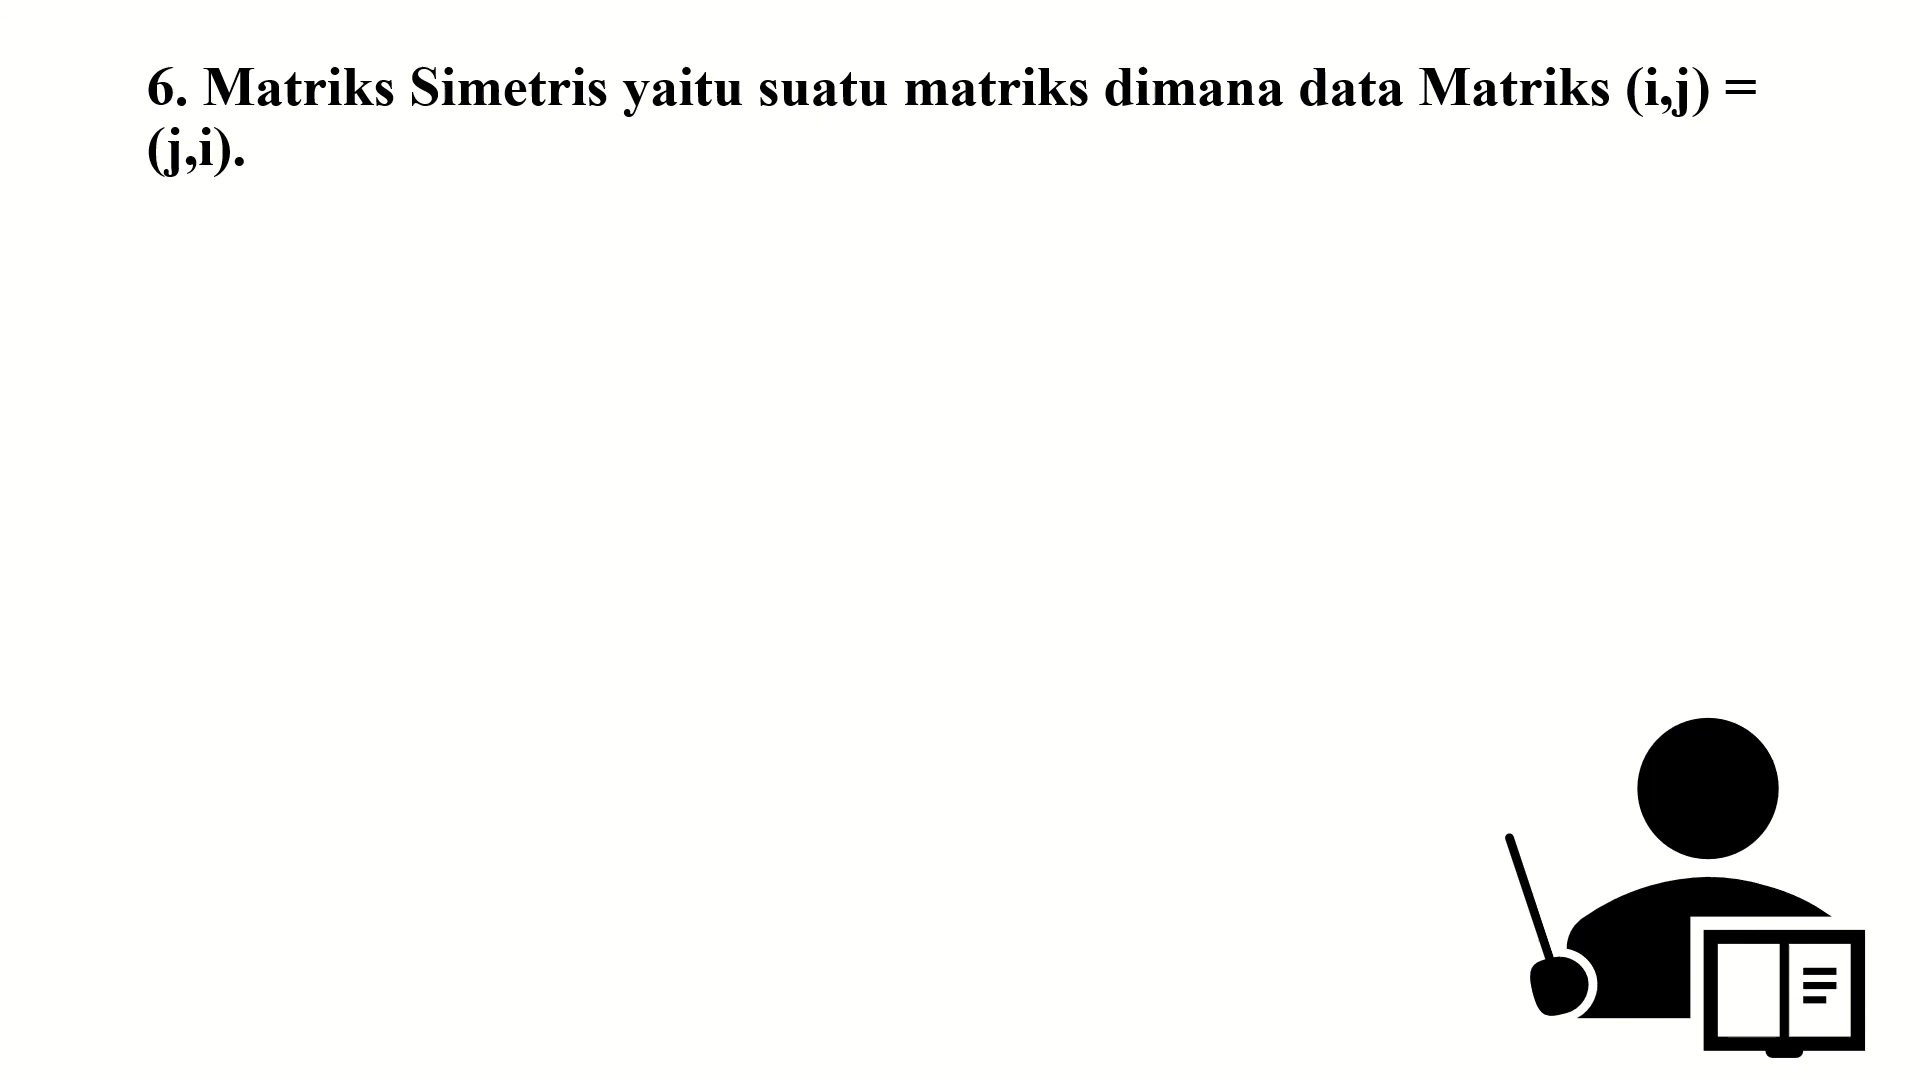 6. Matriks Simetris yaitu suatu matriks dimana data Matriks (i,j) =
(j,i).